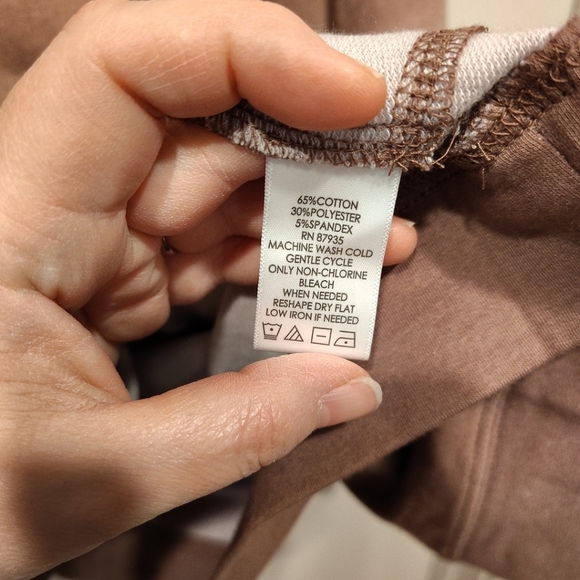 65%COTTON
30%POLYESTER
5%SPANDEX
RN 87935
MACHINE WASH COLD
GENTLE CYCLE
ONLY NON-CHLORINE
BLEACH
WHEN NEEDED
RESHAPE DRY FLAT
LOW IRON IF NEEDED